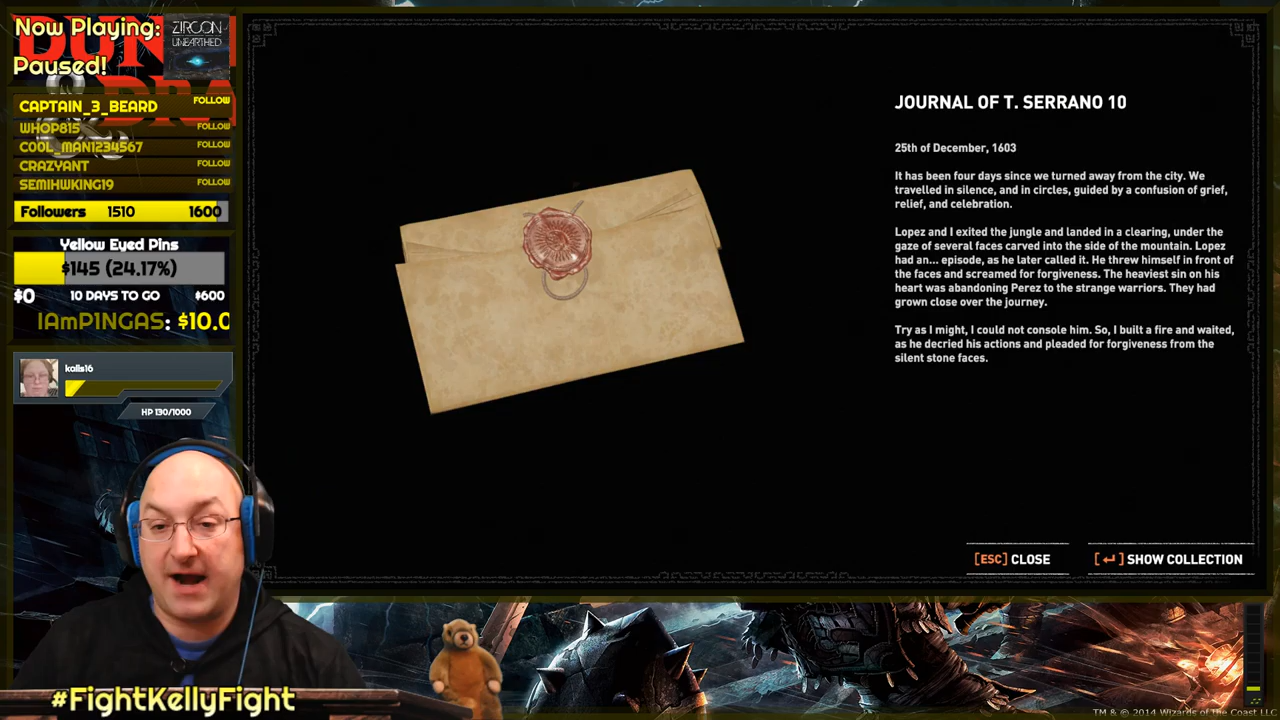 Now Playing:
Paused!
ZIRCON
UNEARTHED
CAPTAIN_3_BEARD FOLLOW
WHOP815 FOLLOW
COOL_MAN1234567 FOLLOW
CRAZYANT FOLLOW
SEMIHWKING19 FOLLOW
Followers 1510 1600
Yellow Eyed Pins
$145 (24.17%)
$0 10 DAYS TO GO $600
IAmP1NGAS: $10.0
kalis16
HP 130/1000
JOURNAL OF T. SERRANO 10
25th of December, 1603
It has been four days since we turned away from the city. We
travelled in silence, and in circles, guided by a confusion of grief,
relief, and celebration.
Lopez and I exited the jungle and landed in a clearing, under the
gaze of several faces carved into the side of the mountain. Lopez
had an... episode, as he later called it. He threw himself in front of
the faces and screamed for forgiveness. The heaviest sin on his
heart was abandoning Perez to the strange warriors. They had
grown close over the journey.
Try as I might, I could not console him. So, I built a fire and waited,
as he decried his actions and pleaded for forgiveness from the
silent stone faces.
[ESC] CLOSE
[↵] SHOW COLLECTION
#FightKellyFight
TM & © 2014 Wizards of the Coast LLC